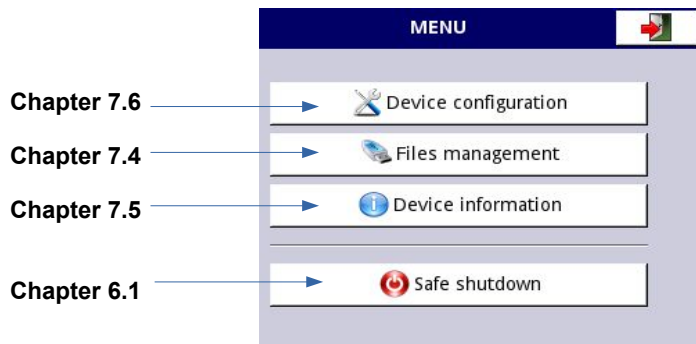 MENU
Chapter 7.6 Device configuration
Chapter 7.4 Files management
Chapter 7.5 Device information
Chapter 6.1 Safe shutdown